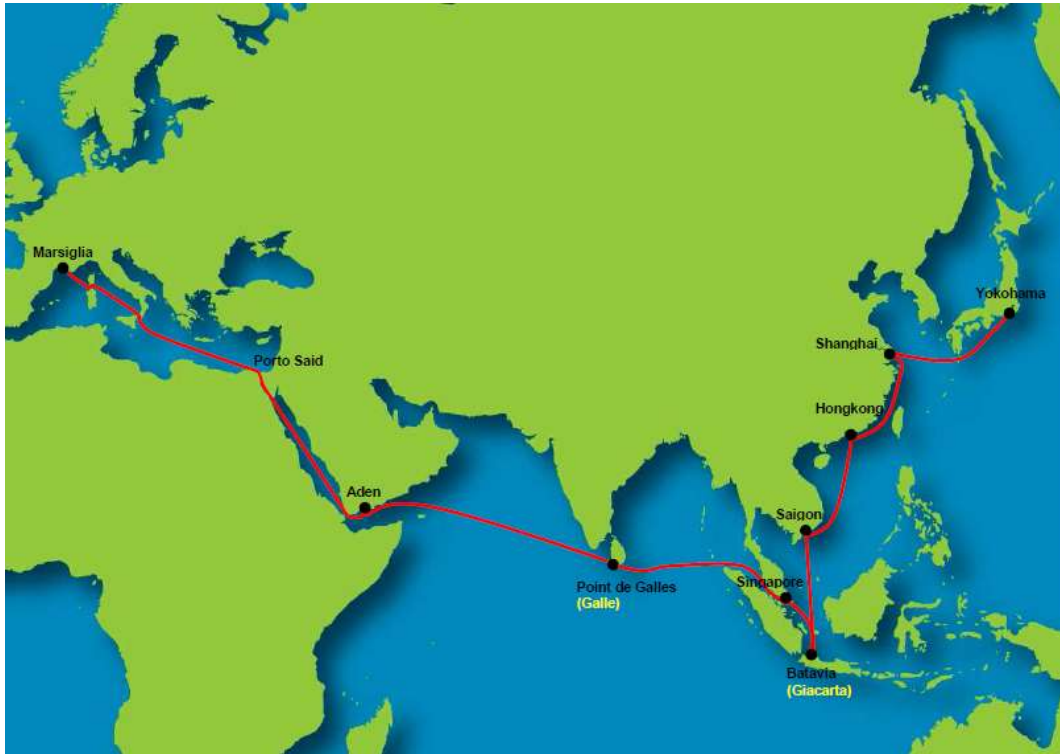 Marsiglia
Yokohama
Shanghai
Porto Said
Hongkong
Aden
Saigon
Singapore
Point de Galles
(Galle)
Batavia
(Giacarta)